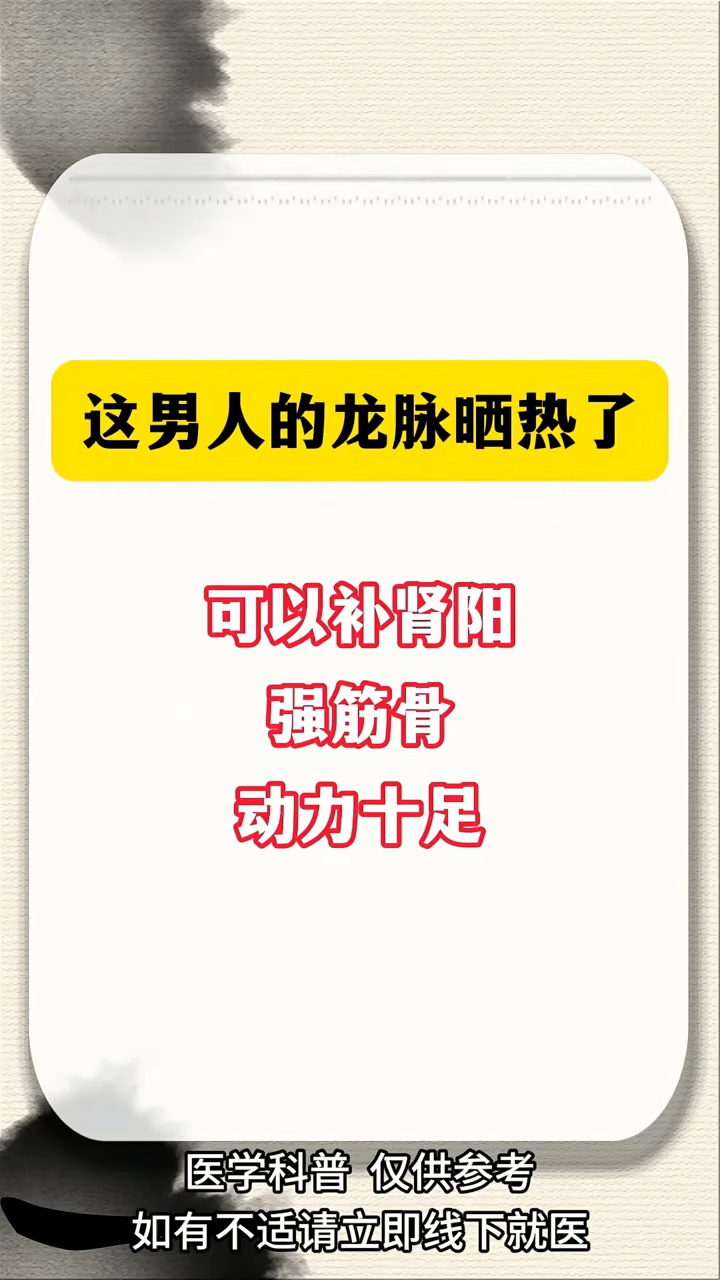 这男人的龙脉晒热了
可以补肾阳
强筋骨
动力十足
医学科普 仅供参考
如有不适请立即线下就医